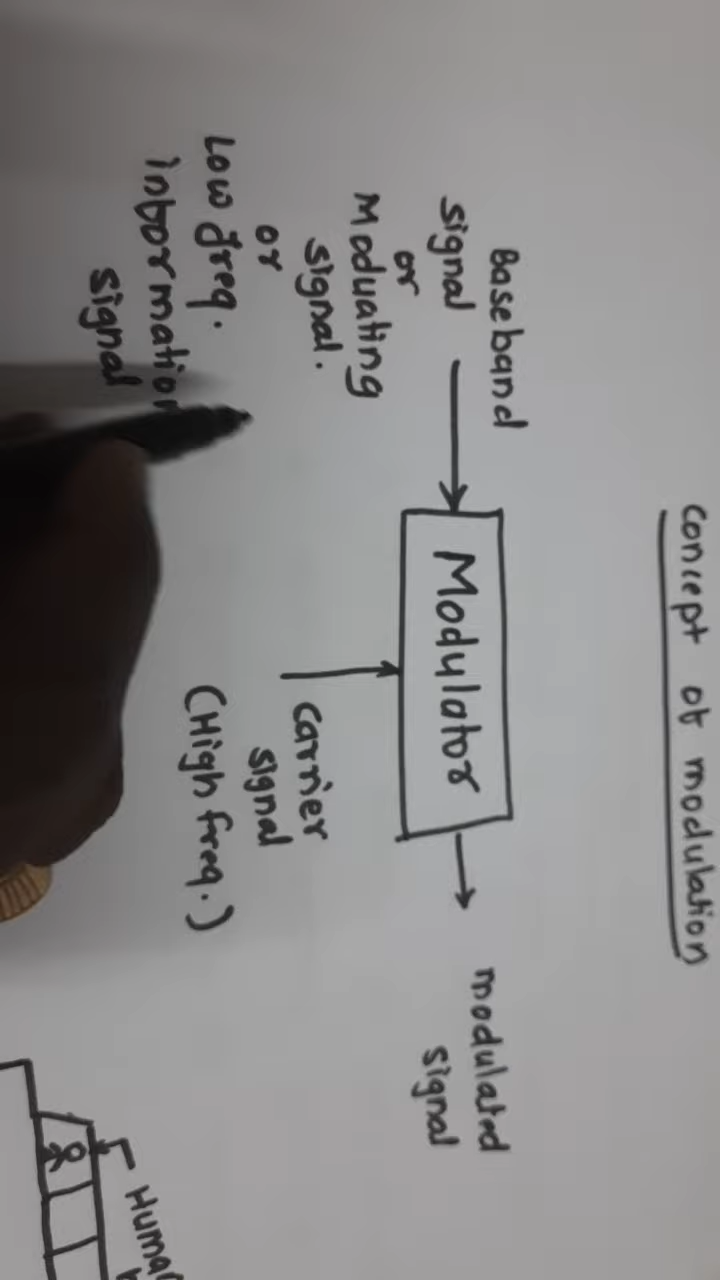 concept of modulation
Baseband
signal
or
Moduating
signal.
or
Low freq.
information
signal
Modulator
carrier
signal
(High freq.)
modulated
signal